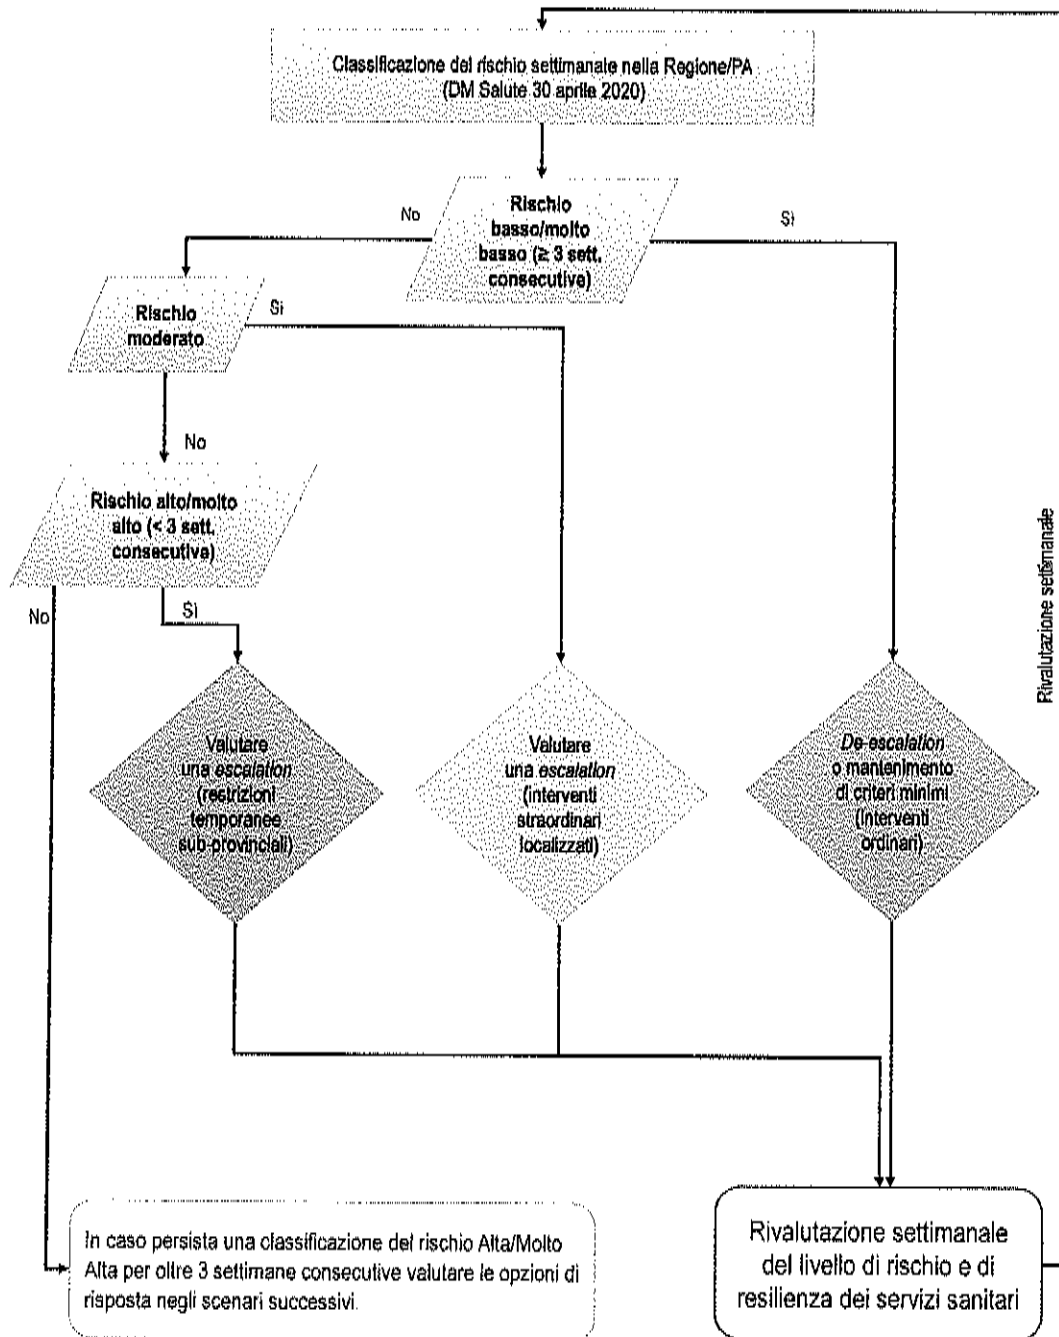 Classificazione del rischio settimanale nella Regione/PA
(DM Salute 30 aprile 2020)
Rischio
basso/molto
basso (≥ 3 sett.
consecutive)
No
Sì
Rischio
moderato
Sì
No
Rischio alto/molto
alto (< 3 sett.
consecutive)
No
Sì
Valutare
una escalation
(restrizioni
temporanee
sub-provinciali)
Valutare
una escalation
(interventi
straordinari
localizzati)
De-escalation
o mantenimento
di criteri minimi
(interventi
ordinari)
Rivalutazione settimanale
In caso persista una classificazione del rischio Alta/Molto
Alta per oltre 3 settimane consecutive valutare le opzioni di
risposta negli scenari successivi.
Rivalutazione settimanale
del livello di rischio e di
resilienza dei servizi sanitari